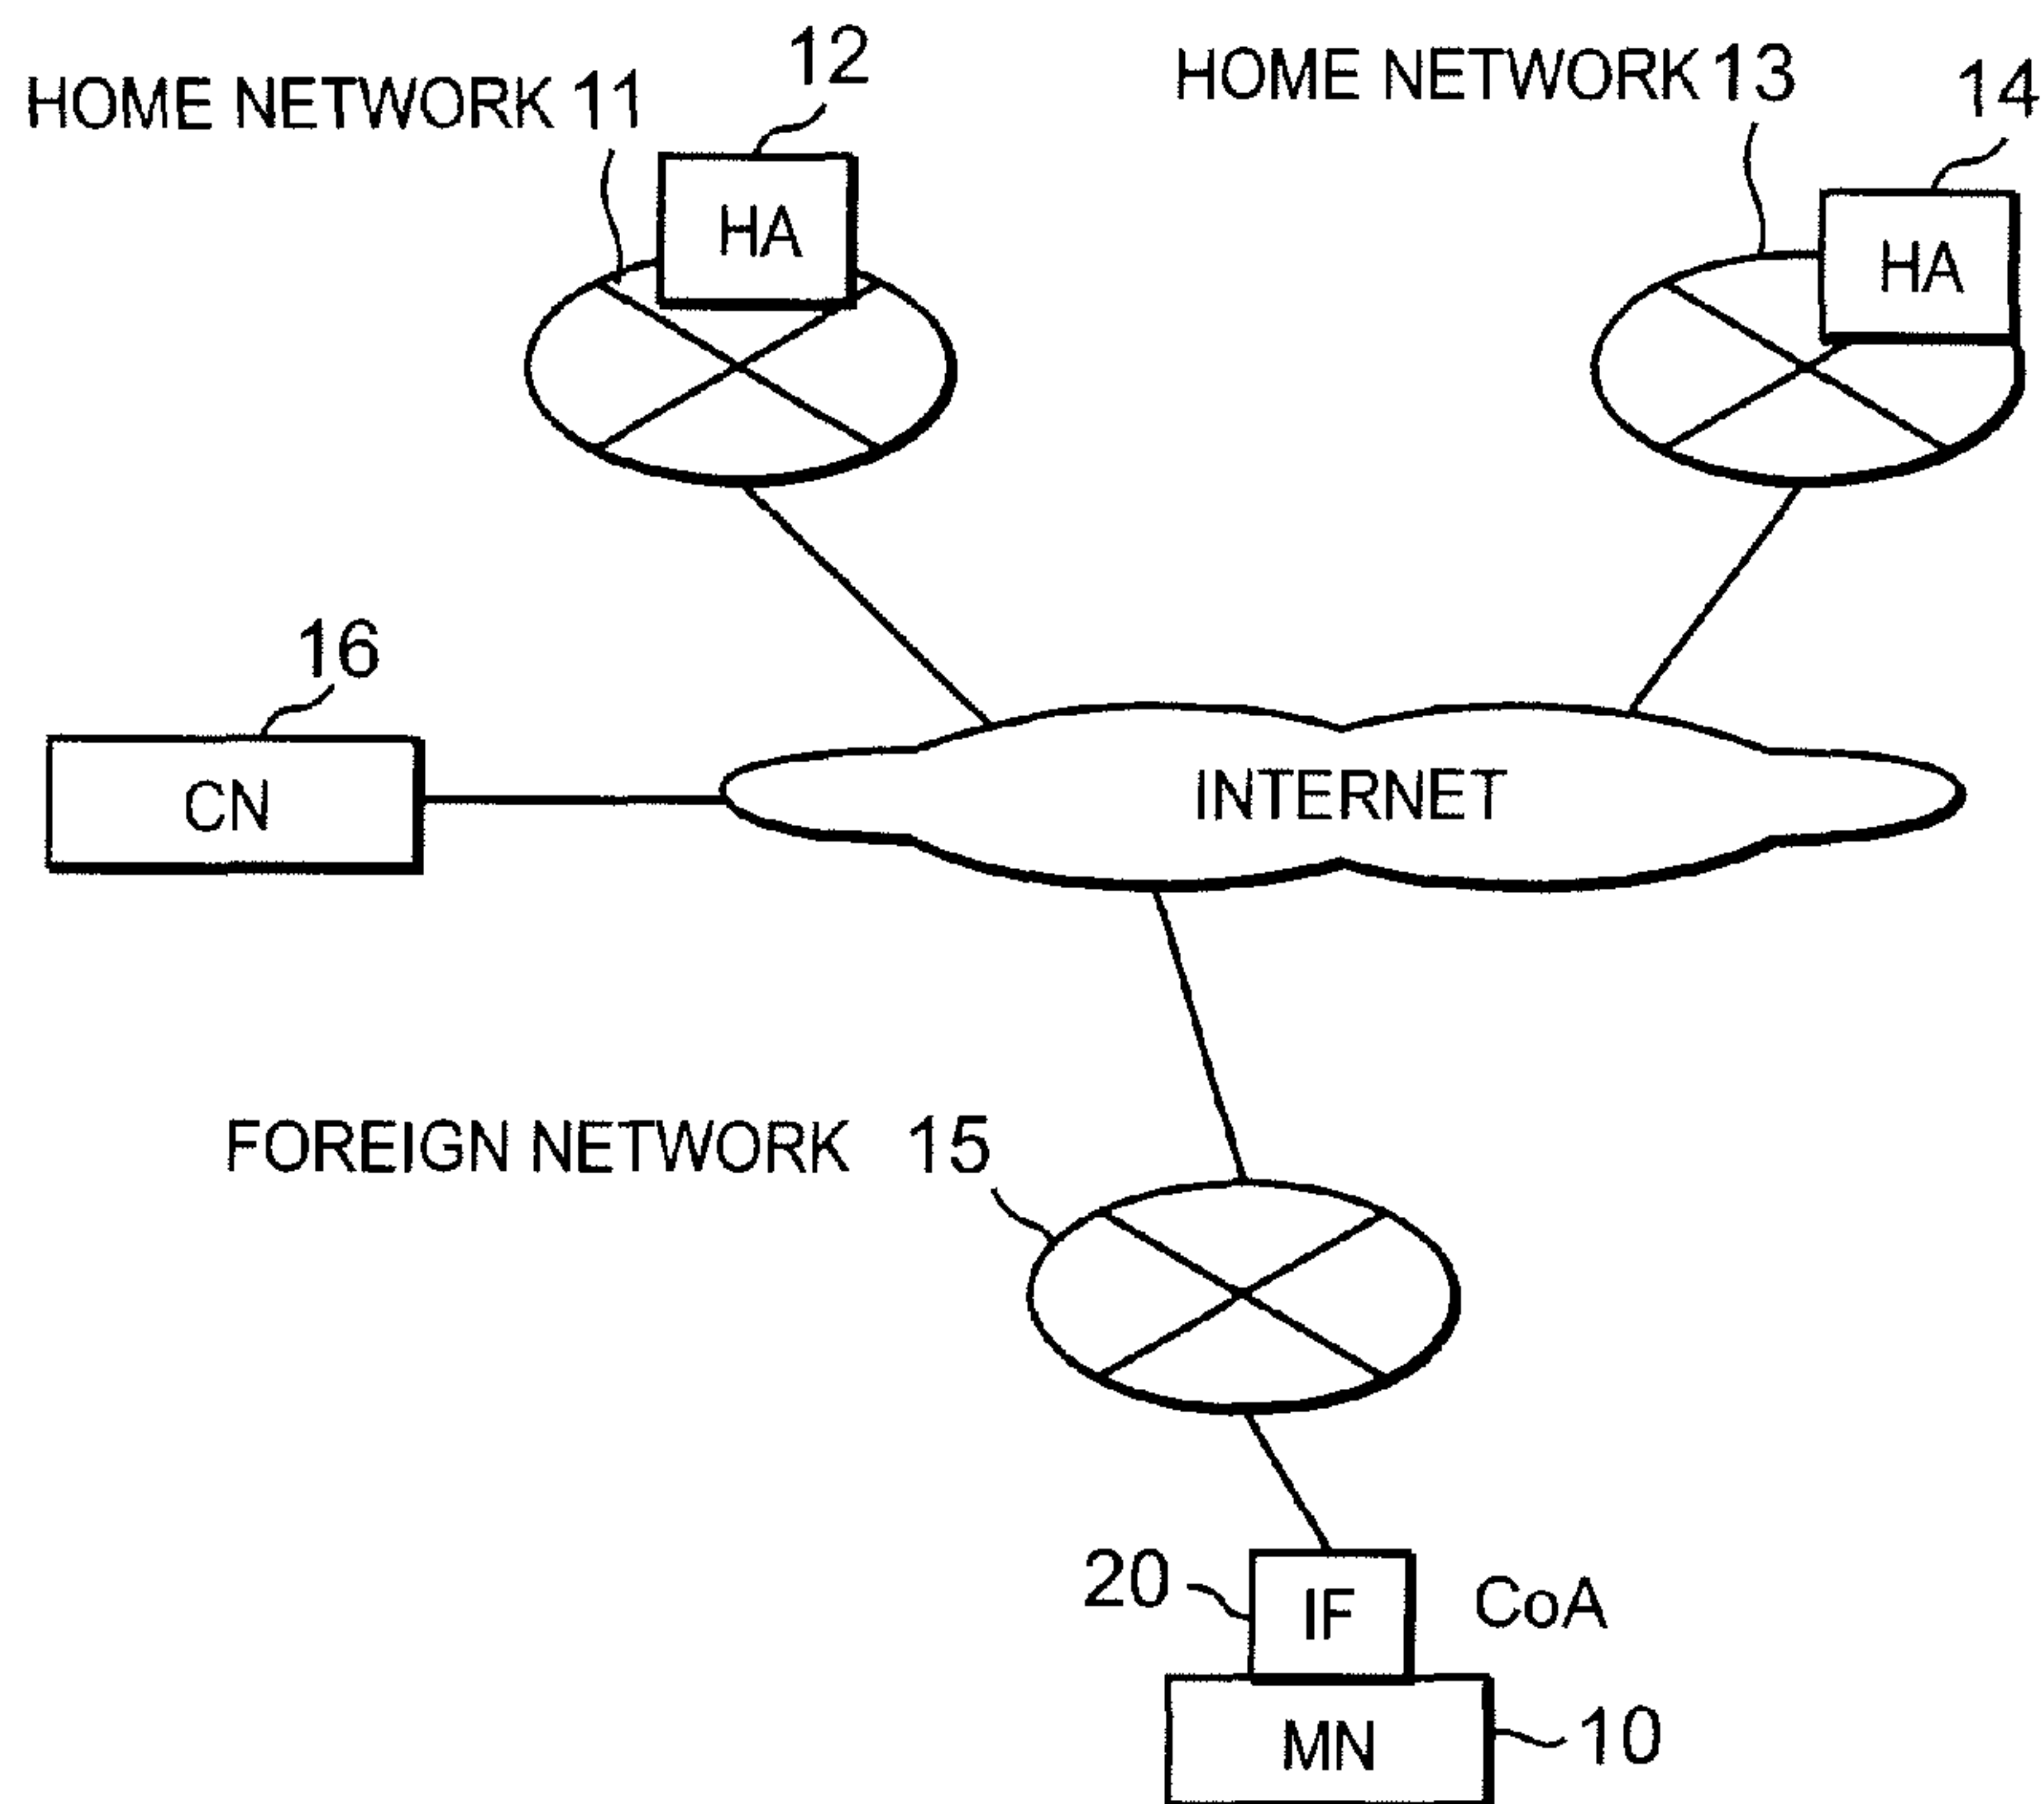 12
HOME NETWORK 11
HOME NETWORK 13
14
HA
HA
16
CN
INTERNET
FOREIGN NETWORK 15
20
IF
CoA
MN
10